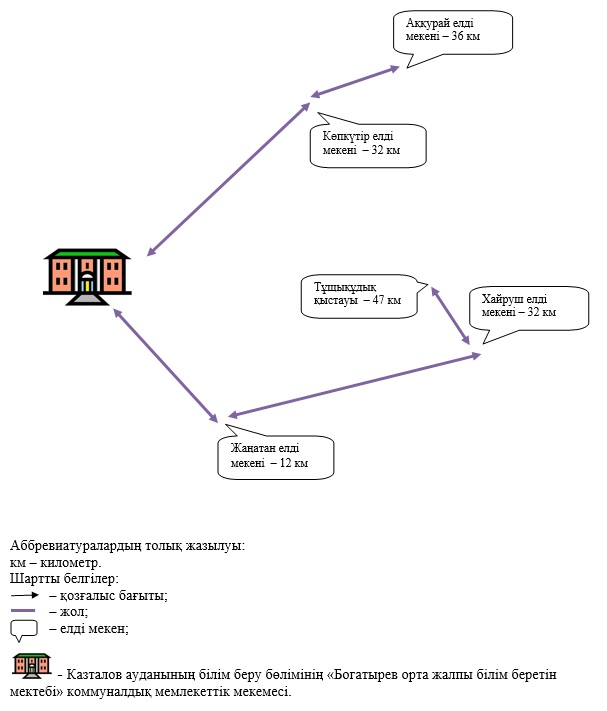 Аққурай елді
мекені – 36 км
Көпкүтір елді
мекені – 32 км
Тұщықұдық
қыстауы – 47 км
Хайруш елді
мекені – 32 км
Жаңатан елді
мекені – 12 км
Аббревиатуралардың толық жазылуы:
км – километр.
Шартты белгілер:
– қозғалыс бағыты;
– жол;
– елді мекен;
- Казталов ауданының білім беру бөлімінің «Богатырев орта жалпы білім беретін
мектебі» коммуналдық мемлекеттік мекемесі.